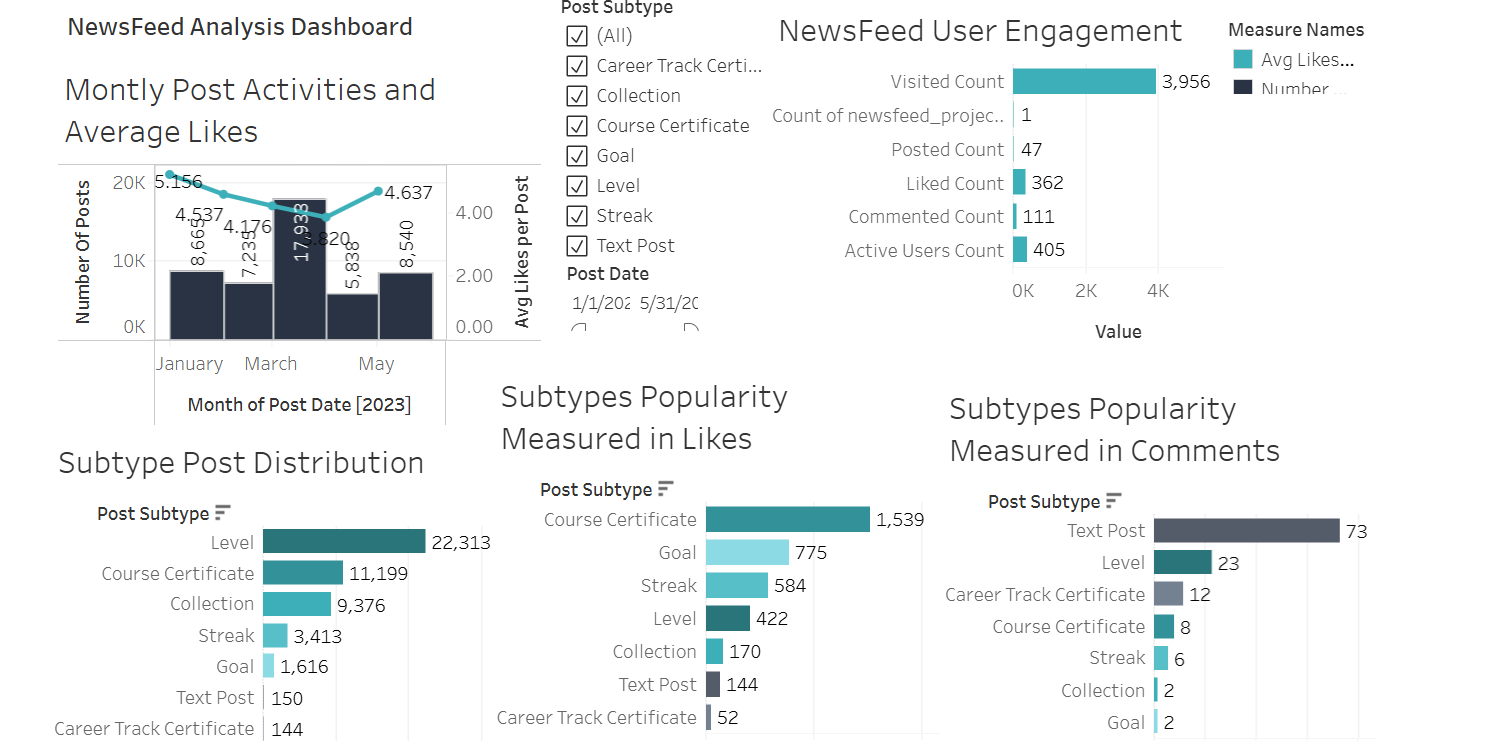 NewsFeed Analysis Dashboard
Montly Post Activities and
Average Likes
Number Of Posts
20K
10K
0K
5.156
4.537
4.176
3.820
4.637
8,665
7,235
17,933
5,838
8,540
4.00
2.00
0.00
Avg Likes per Post
January
March
May
Month of Post Date [2023]
Post Subtype
(All)
Career Track Certi...
Collection
Course Certificate
Goal
Level
Streak
Text Post
Post Date
1/1/202 5/31/20
NewsFeed User Engagement
Visited Count 3,956
Count of newsfeed_projec.. 1
Posted Count 47
Liked Count 362
Commented Count 111
Active Users Count 405
0K 2K 4K
Value
Measure Names
Avg Likes...
Number ...
Subtype Post Distribution
Post Subtype
Level 22,313
Course Certificate 11,199
Collection 9,376
Streak 3,413
Goal 1,616
Text Post 150
Career Track Certificate 144
Subtypes Popularity
Measured in Likes
Post Subtype
Course Certificate 1,539
Goal 775
Streak 584
Level 422
Collection 170
Text Post 144
Career Track Certificate 52
Subtypes Popularity
Measured in Comments
Post Subtype
Text Post 73
Level 23
Career Track Certificate 12
Course Certificate 8
Streak 6
Collection 2
Goal 2